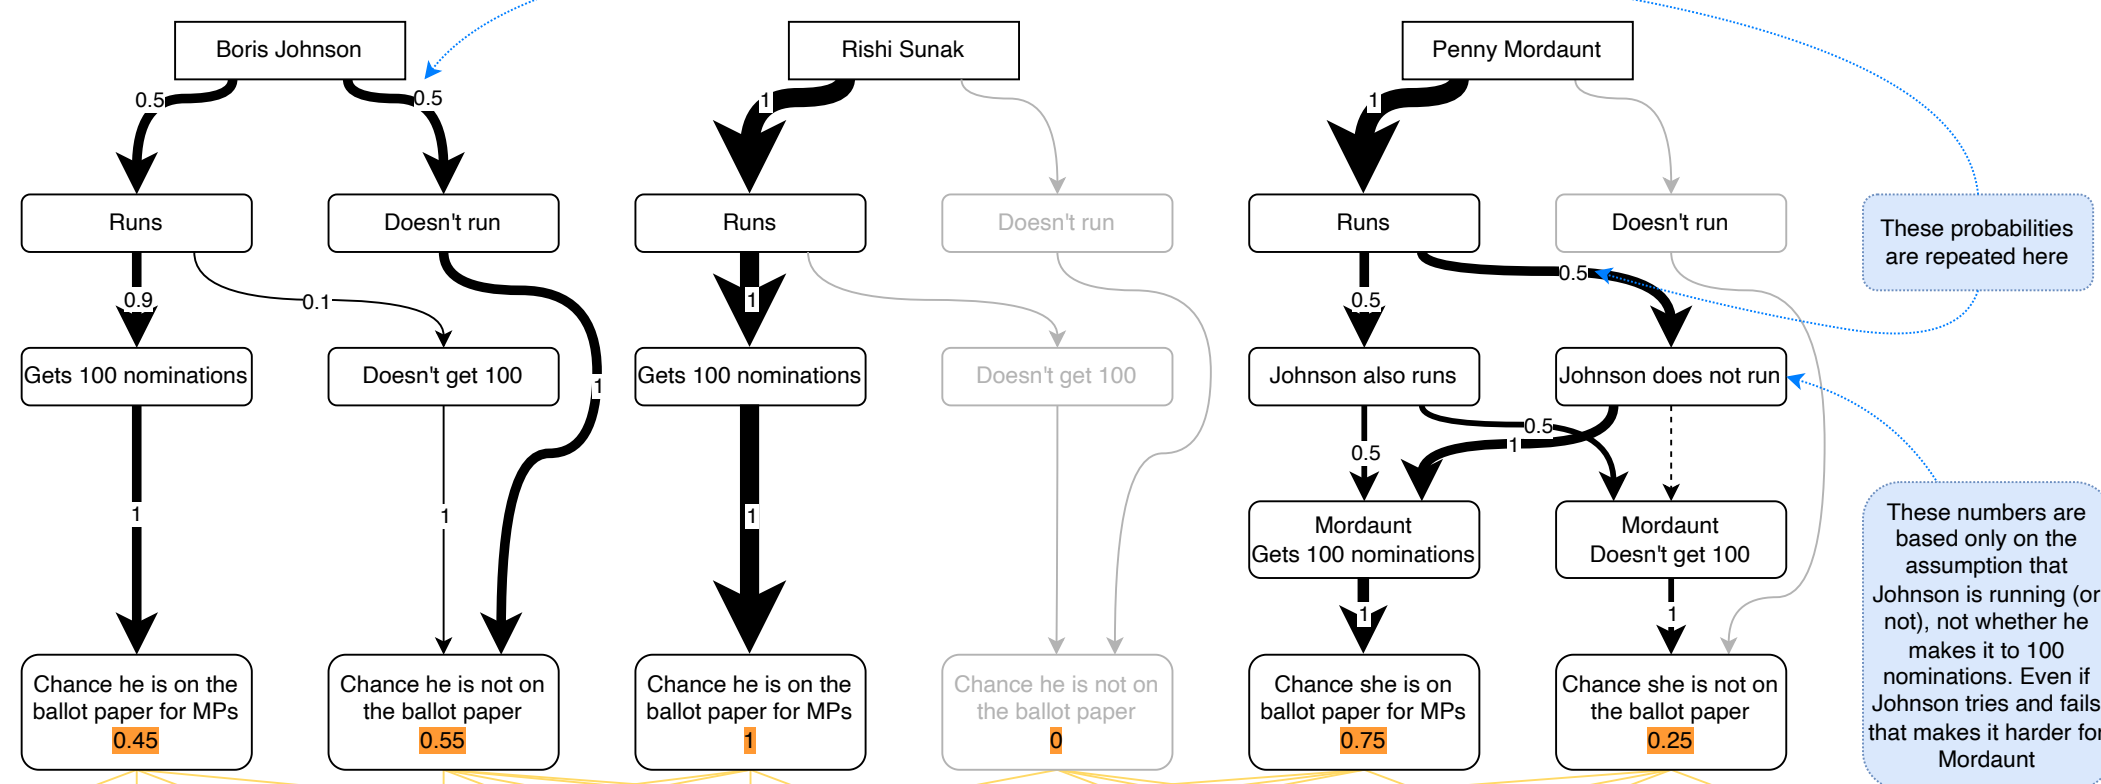 Boris Johnson
Rishi Sunak
Penny Mordaunt
0.5
0.5
1
1
Runs
Doesn't run
Runs
Doesn't run
Runs
Doesn't run
These probabilities
are repeated here
0.9
0.1
1
0.5
0.5
Gets 100 nominations
Doesn't get 100
1
Gets 100 nominations
Doesn't get 100
Johnson also runs
Johnson does not run
0.5
0.5
1
1
1
1
Mordaunt
Gets 100 nominations
Mordaunt
Doesn't get 100
1
1
These numbers are
based only on the
assumption that
Johnson is running (or
not), not whether he
makes it to 100
nominations. Even if
Johnson tries and fails
that makes it harder for
Mordaunt
Chance he is on the
ballot paper for MPs
0.45
Chance he is not on
the ballot paper
0.55
Chance he is on the
ballot paper for MPs
1
Chance he is not on
the ballot paper
0
Chance she is on
ballot paper for MPs
0.75
Chance she is not on
the ballot paper
0.25